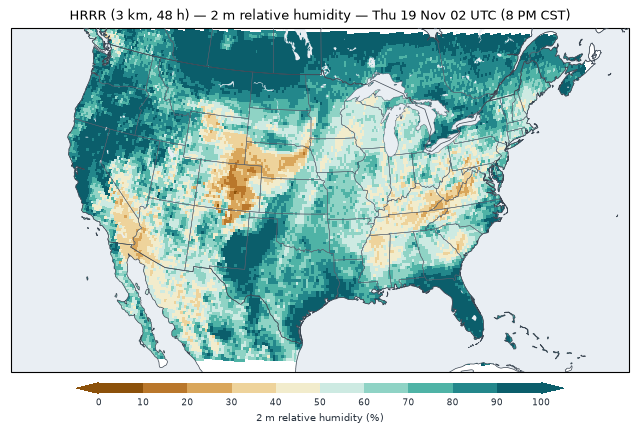 HRRR (3 km, 48 h) — 2 m relative humidity — Thu 19 Nov 02 UTC (8 PM CST)
0 10 20 30 40 50 60 70 80 90 100
2 m relative humidity (%)